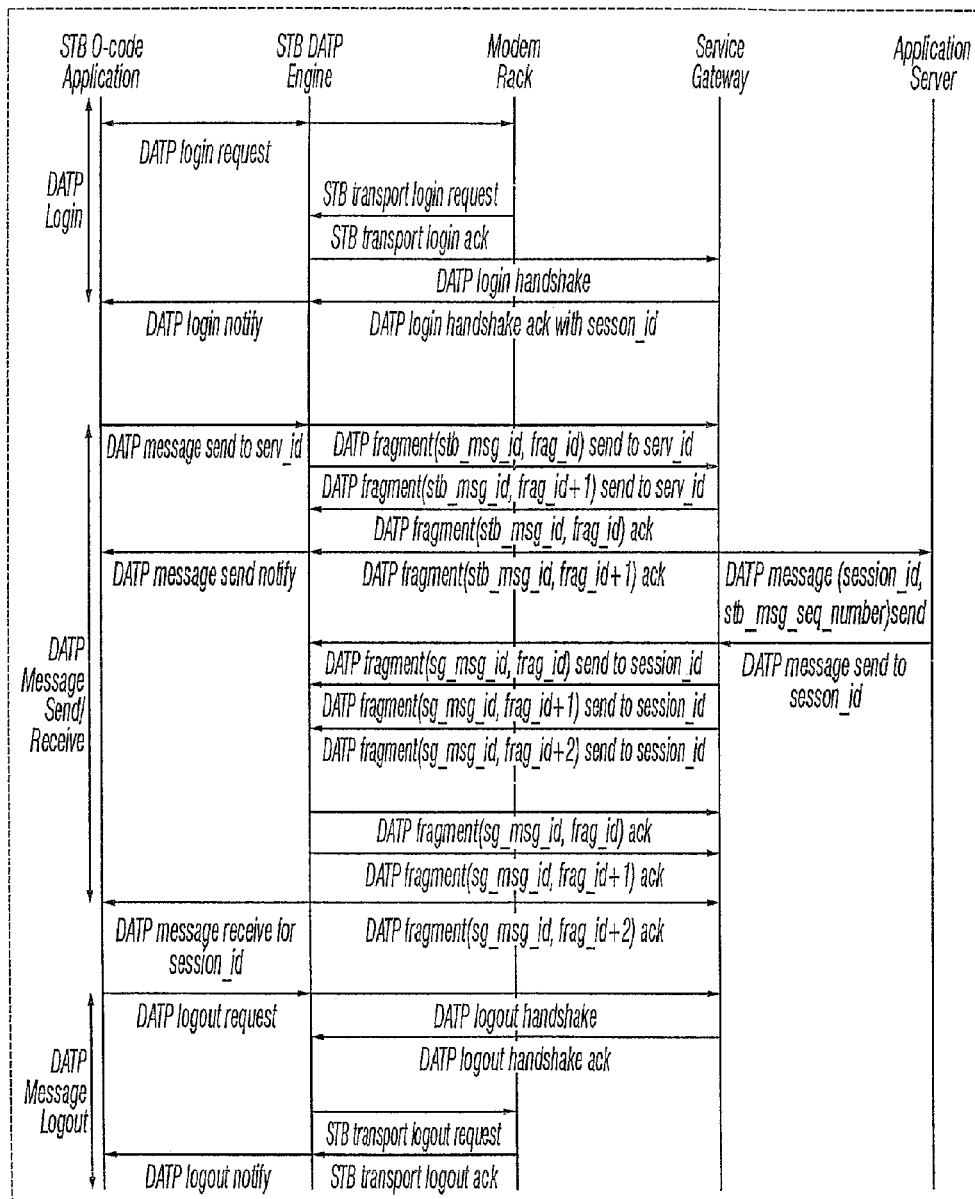 STB O-code
Application
STB DATP
Engine
Modem
Rack
Service
Gateway
Application
Server
DATP login request
DATP
Login
STB transport login request
STB transport login ack
DATP login handshake
DATP login notify
DATP login handshake ack with sesson_id
DATP message send to serv_id
DATP fragment(stb_msg_id, frag_id) send to serv_id
DATP fragment(stb_msg_id, frag_id+1) send to serv_id
DATP fragment(stb_msg_id, frag_id) ack
DATP message send notify
DATP fragment(stb_msg_id, frag_id+1) ack
DATP message (session_id,
stb_msg_seq_number)send
DATP
Message
Send/
Receive
DATP fragment(sg_msg_id, frag_id) send to session_id
DATP message send to
sesson_id
DATP fragment(sg_msg_id, frag_id+1) send to session_id
DATP fragment(sg_msg_id, frag_id+2) send to session_id
DATP fragment(sg_msg_id, frag_id) ack
DATP fragment(sg_msg_id, frag_id+1) ack
DATP message receive for
session_id
DATP fragment(sg_msg_id, frag_id+2) ack
DATP logout request
DATP logout handshake
DATP logout handshake ack
DATP
Message
Logout
STB transport logout request
DATP logout notify
STB transport logout ack